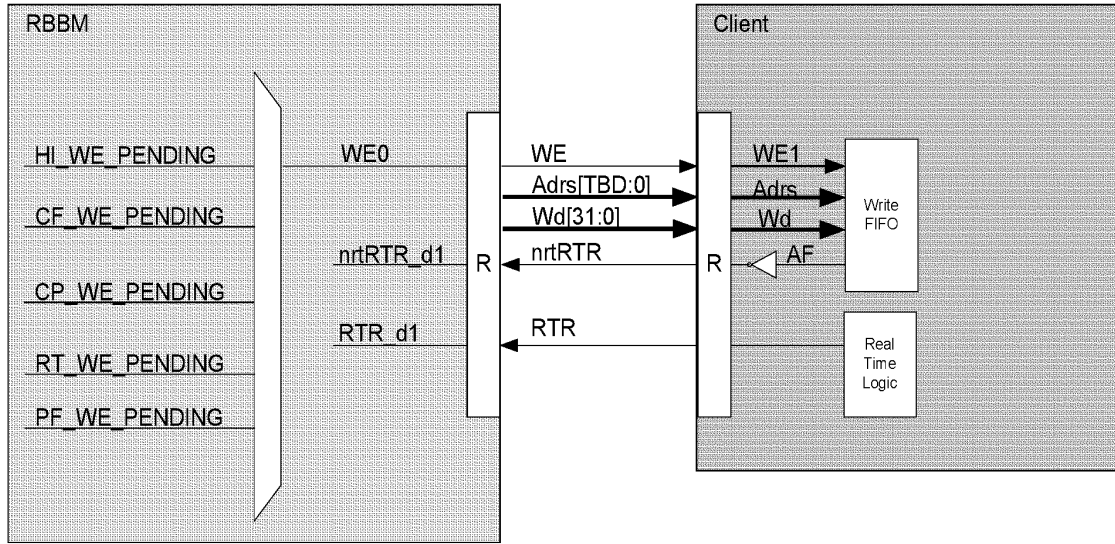 RBBM
Client
HI_WE_PENDING
WE0
WE
WE1
Adrs[TBD:0]
Adrs
Write
FIFO
CF_WE_PENDING
Wd[31:0]
Wd
nrtRTR_d1
R
nrtRTR
R
AF
CP_WE_PENDING
RTR_d1
RTR
Real
Time
Logic
RT_WE_PENDING
PF_WE_PENDING